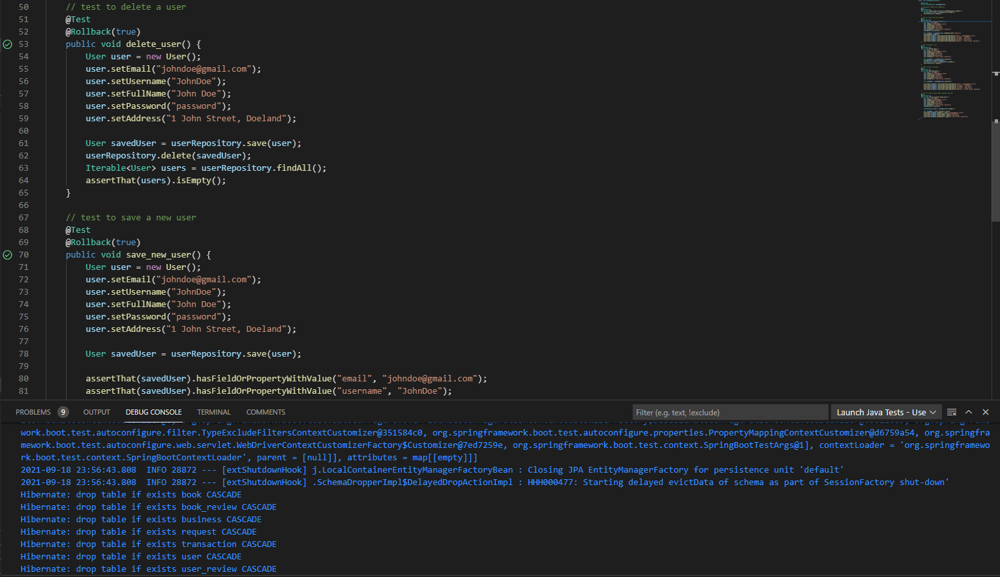 50 // test to delete a user
51 @Test
52 @Rollback(true)
53 public void delete_user() {
54 User user = new User();
55 user.setEmail("johndoe@gmail.com");
56 user.setUsername("JohnDoe");
57 user.setFullName("John Doe");
58 user.setPassword("password");
59 user.setAddress("1 John Street, Doeland");
60
61 User savedUser = userRepository.save(user);
62 userRepository.delete(savedUser);
63 Iterable<User> users = userRepository.findAll();
64 assertThat(users).isEmpty();
65 }
66
67 // test to save a new user
68 @Test
69 @Rollback(true)
70 public void save_new_user() {
71 User user = new User();
72 user.setEmail("johndoe@gmail.com");
73 user.setUsername("JohnDoe");
74 user.setFullName("John Doe");
75 user.setPassword("password");
76 user.setAddress("1 John Street, Doeland");
77
78 User savedUser = userRepository.save(user);
79
80 assertThat(savedUser).hasFieldOrPropertyWithValue("email", "johndoe@gmail.com");
81 assertThat(savedUser).hasFieldOrPropertyWithValue("username", "JohnDoe");
PROBLEMS 9 OUTPUT DEBUG CONSOLE TERMINAL COMMENTS Filter (e.g. text, !exclude) Launch Java Tests - Use
work.boot.test.autoconfigure.filter.TypeExcludeFiltersContextCustomizer@351584c0, org.springframework.boot.test.autoconfigure.properties.PropertyMappingContextCustomizer@d6759a54, org.springfra
mework.boot.test.autoconfigure.web.servlet.WebDriverContextCustomizerFactory$Customizer@7ed7259e, org.springframework.boot.test.context.SpringBootTestArgs@1], contextLoader = 'org.springframewo
rk.boot.test.context.SpringBootContextLoader', parent = [null]], attributes = map[[empty]]]
2021-09-18 23:56:43.808 INFO 28872 --- [extShutdownHook] j.LocalContainerEntityManagerFactoryBean : Closing JPA EntityManagerFactory for persistence unit 'default'
2021-09-18 23:56:43.808 INFO 28872 --- [extShutdownHook] .SchemaDropperImpl$DelayedDropActionImpl : HHH000477: Starting delayed evictData of schema as part of SessionFactory shut-down'
Hibernate: drop table if exists book CASCADE
Hibernate: drop table if exists book_review CASCADE
Hibernate: drop table if exists business CASCADE
Hibernate: drop table if exists request CASCADE
Hibernate: drop table if exists transaction CASCADE
Hibernate: drop table if exists user CASCADE
Hibernate: drop table if exists user_review CASCADE